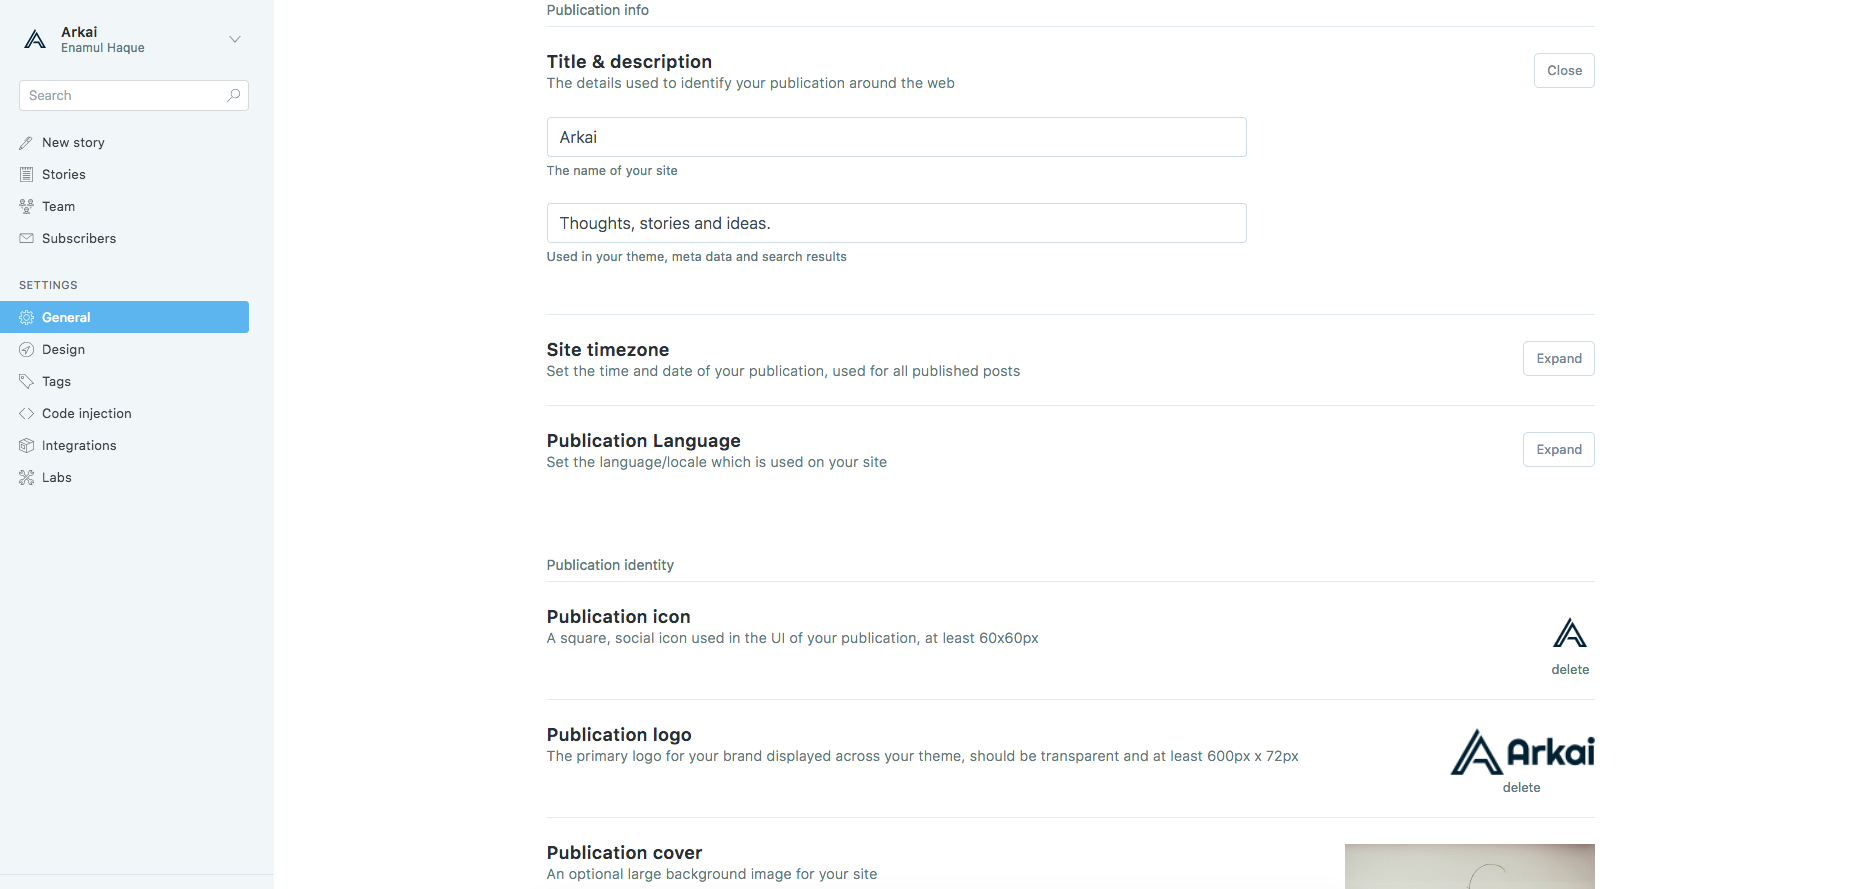 Arkai
Enamul Haque
Search
New story
Stories
Team
Subscribers
SETTINGS
General
Design
Tags
Code injection
Integrations
Labs
Publication info
Title & description
The details used to identify your publication around the web
Close
Arkai
The name of your site
Thoughts, stories and ideas.
Used in your theme, meta data and search results
Site timezone
Set the time and date of your publication, used for all published posts
Expand
Publication Language
Set the language/locale which is used on your site
Expand
Publication identity
Publication icon
A square, social icon used in the UI of your publication, at least 60x60px
delete
Publication logo
The primary logo for your brand displayed across your theme, should be transparent and at least 600px x 72px
Arkai
delete
Publication cover
An optional large background image for your site